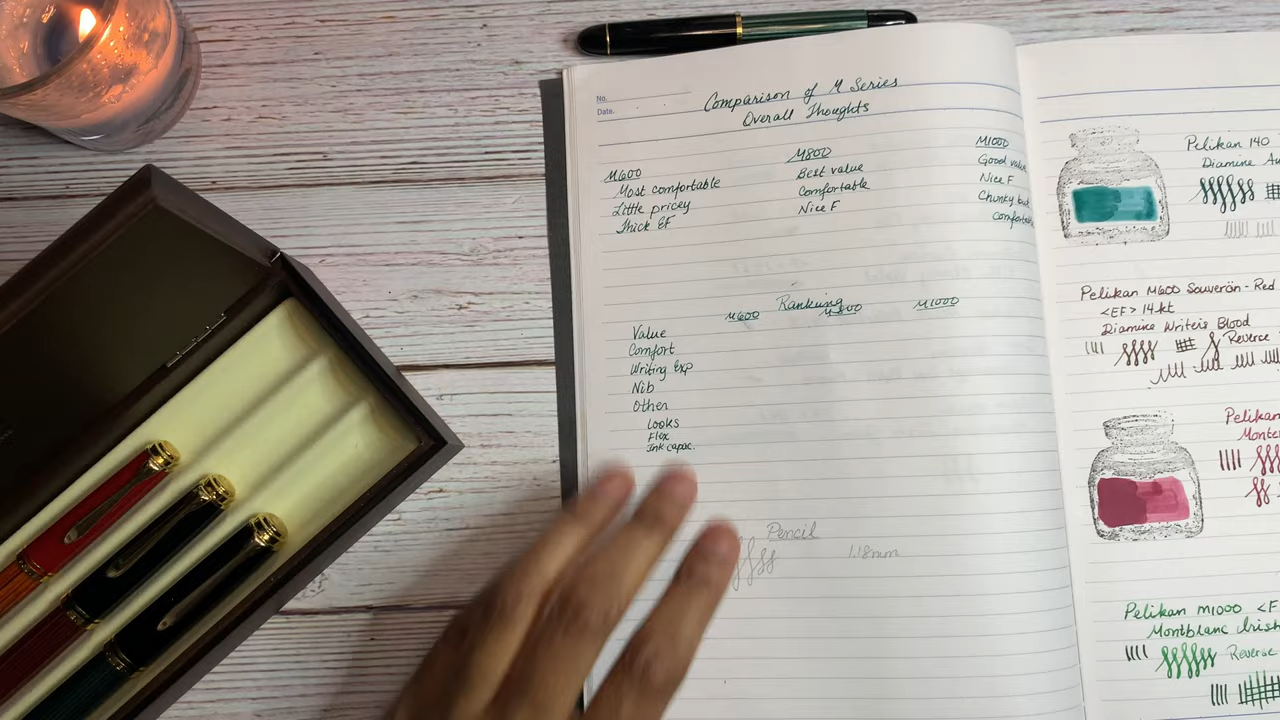 No.
Date.
Comparison of M Series
Overall Thoughts
M600
Most comfortable
Little pricey
Thick EF
M800
Best value
Comfortable
Nice F
M1000
Good value
Nice F
Chunky but
comfortable
Ranking
M600 M800 M1000
Value
Comfort
Writing Exp
Nib
Other
Looks
Flex
Ink capac.
Pencil
1.18mm
Pelikan 140
Diamine
Pelikan M600 Souverän - Red
<EF> 14kt
Diamine Writer's Blood
Reverse
Pelikan
Pelikan M1000 <F
Montblanc Irish
Reverse